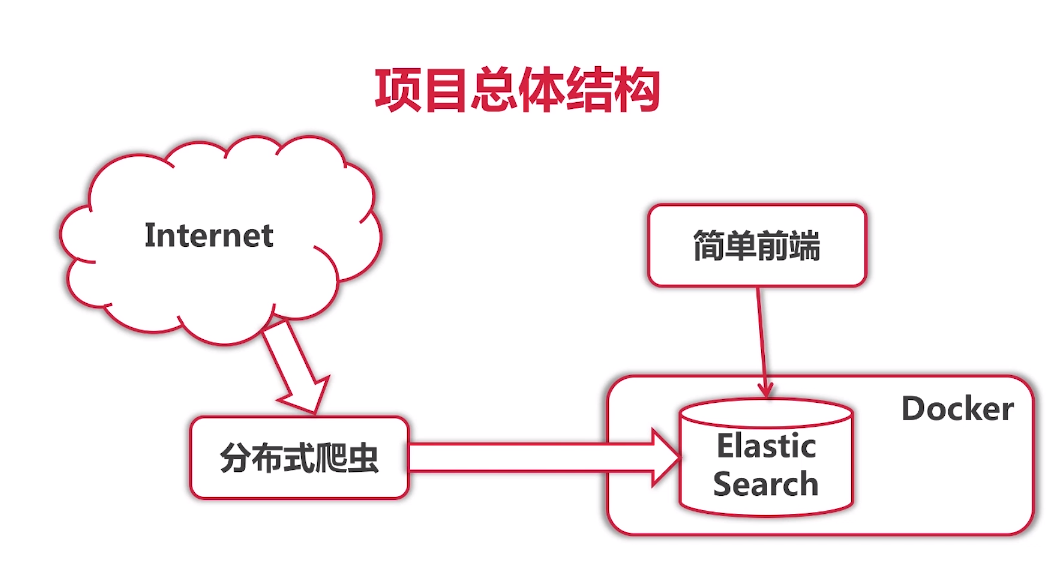 项目总体结构
Internet
简单前端
分布式爬虫
Docker
Elastic
Search